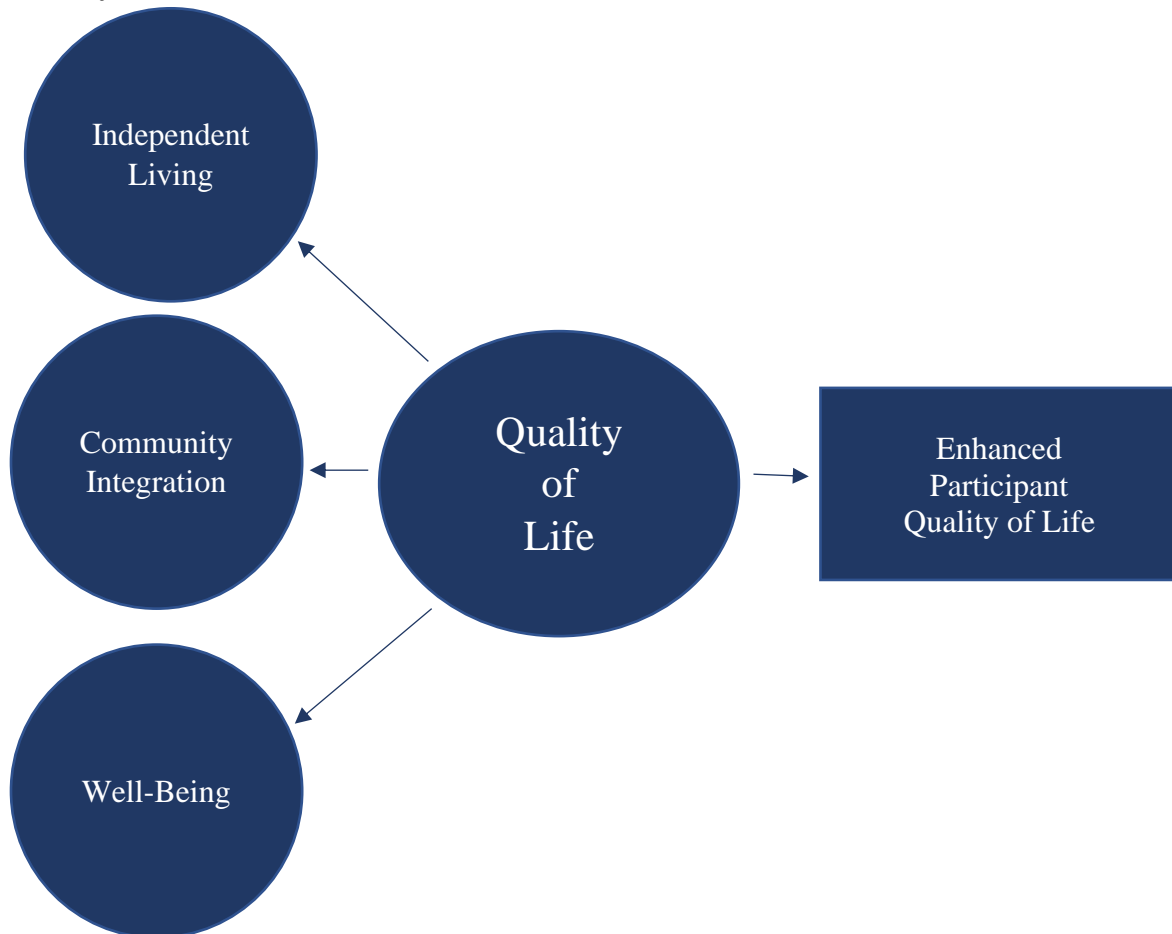 Independent
Living
Community
Integration
Well-Being
Quality
of
Life
Enhanced
Participant
Quality of Life